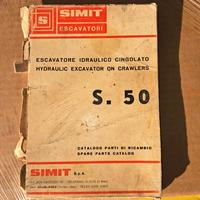 SIMIT
S
ESCAVATORI
ESCAVATORE IDRAULICO CINGOLATO
HYDRAULIC EXCAVATOR ON CRAWLERS
S. 50
CATALOGO PARTI DI RICAMBIO
SPARE PARTS CATALOG
SIMIT S.p.A.